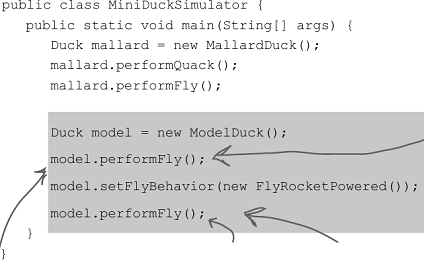 public class MiniDuckSimulator {
public static void main(String[] args) {
Duck mallard = new MallardDuck();
mallard.performQuack();
mallard.performFly();
Duck model = new ModelDuck();
model.performFly();
model.setFlyBehavior(new FlyRocketPowered());
model.performFly();
}
}